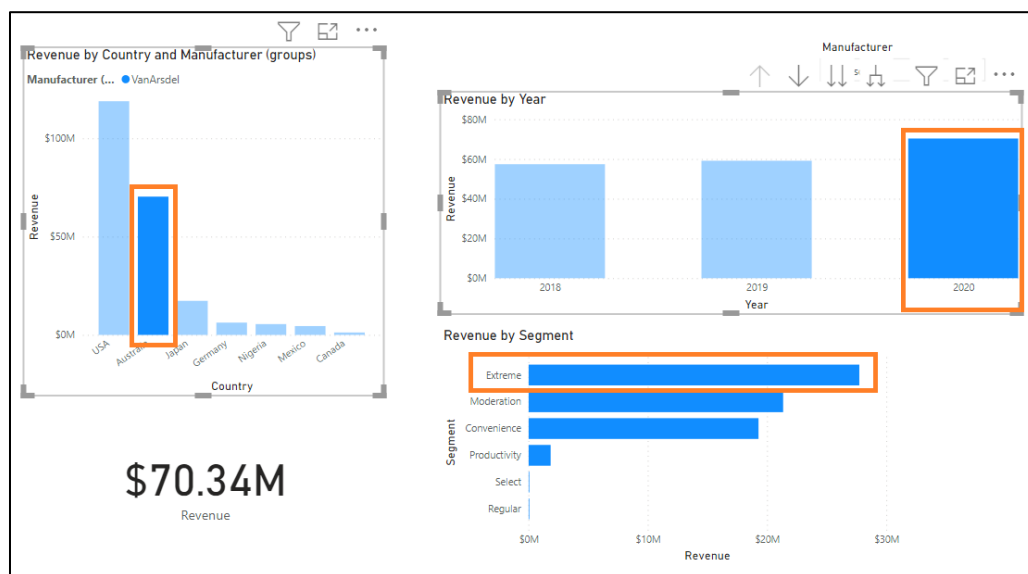 Revenue by Country and Manufacturer (groups)
Manufacturer (... VanArsdel
$100M
$50M
$0M
Revenue
USA
Australia
Japan
Germany
Nigeria
Mexico
Canada
Country
$70.34M
Revenue
Manufacturer
Revenue by Year
$80M
$60M
$40M
$20M
$0M
Revenue
2018 2019 2020
Year
Revenue by Segment
Segment
Extreme
Moderation
Convenience
Productivity
Select
Regular
$0M $10M $20M $30M
Revenue